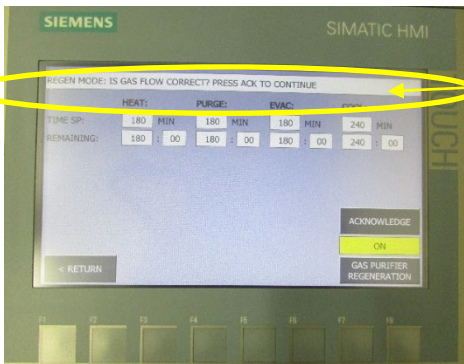 SIEMENS
SIMATIC HMI
REGEN MODE: IS GAS FLOW CORRECT? PRESS ACK TO CONTINUE
HEAT: PURGE: EVAC:
TIME SP: 180 MIN 180 MIN 180 MIN 240 MIN
REMAINING: 180 : 00 180 : 00 180 : 00 240 : 00
TOUCH
ACKNOWLEDGE
ON
< RETURN
GAS PURIFIER
REGENERATION
F1 F2 F3 F4 F5 F6 F7 F8